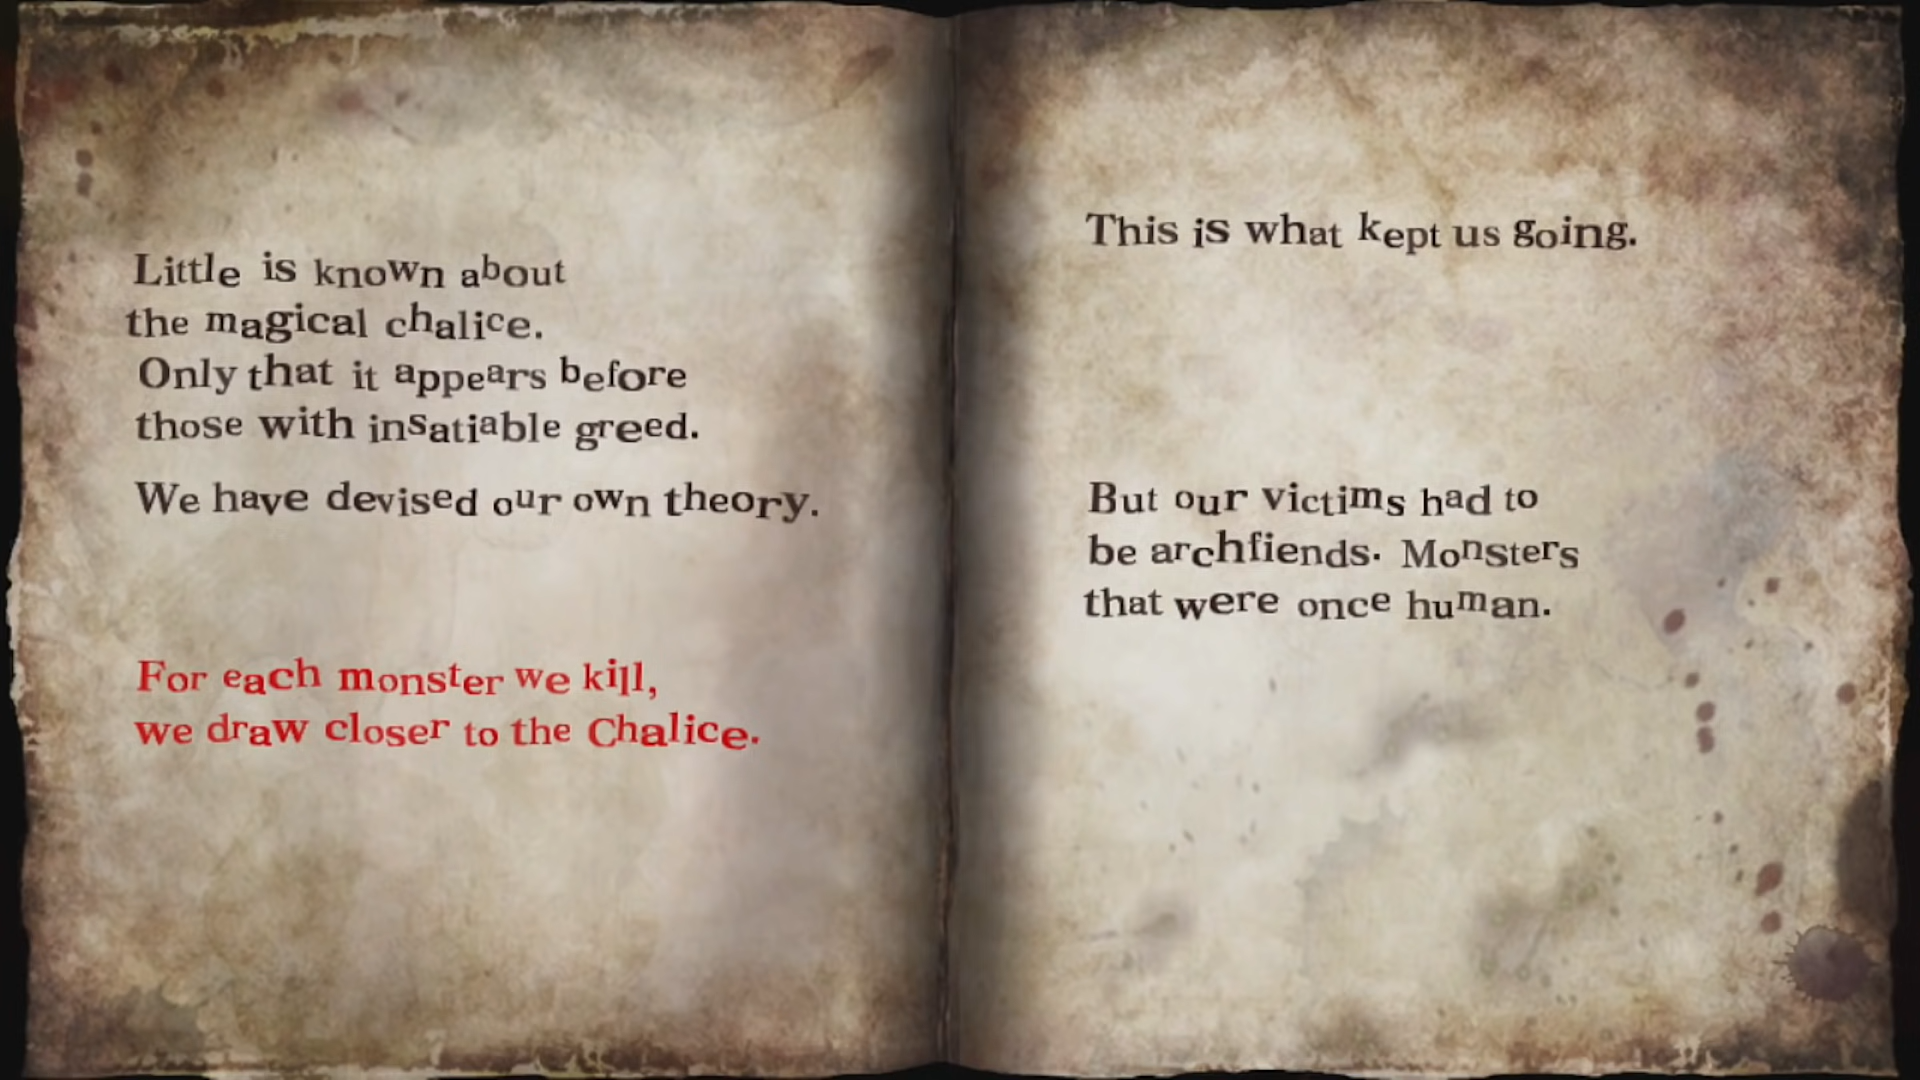 Little is known about
the magical chalice.
Only that it appears before
those with insatiable greed.
We have devised our own theory.
For each monster we kill,
we draw closer to the Chalice.
This is what kept us going.
But our victims had to
be archfiends. Monsters
that were once human.